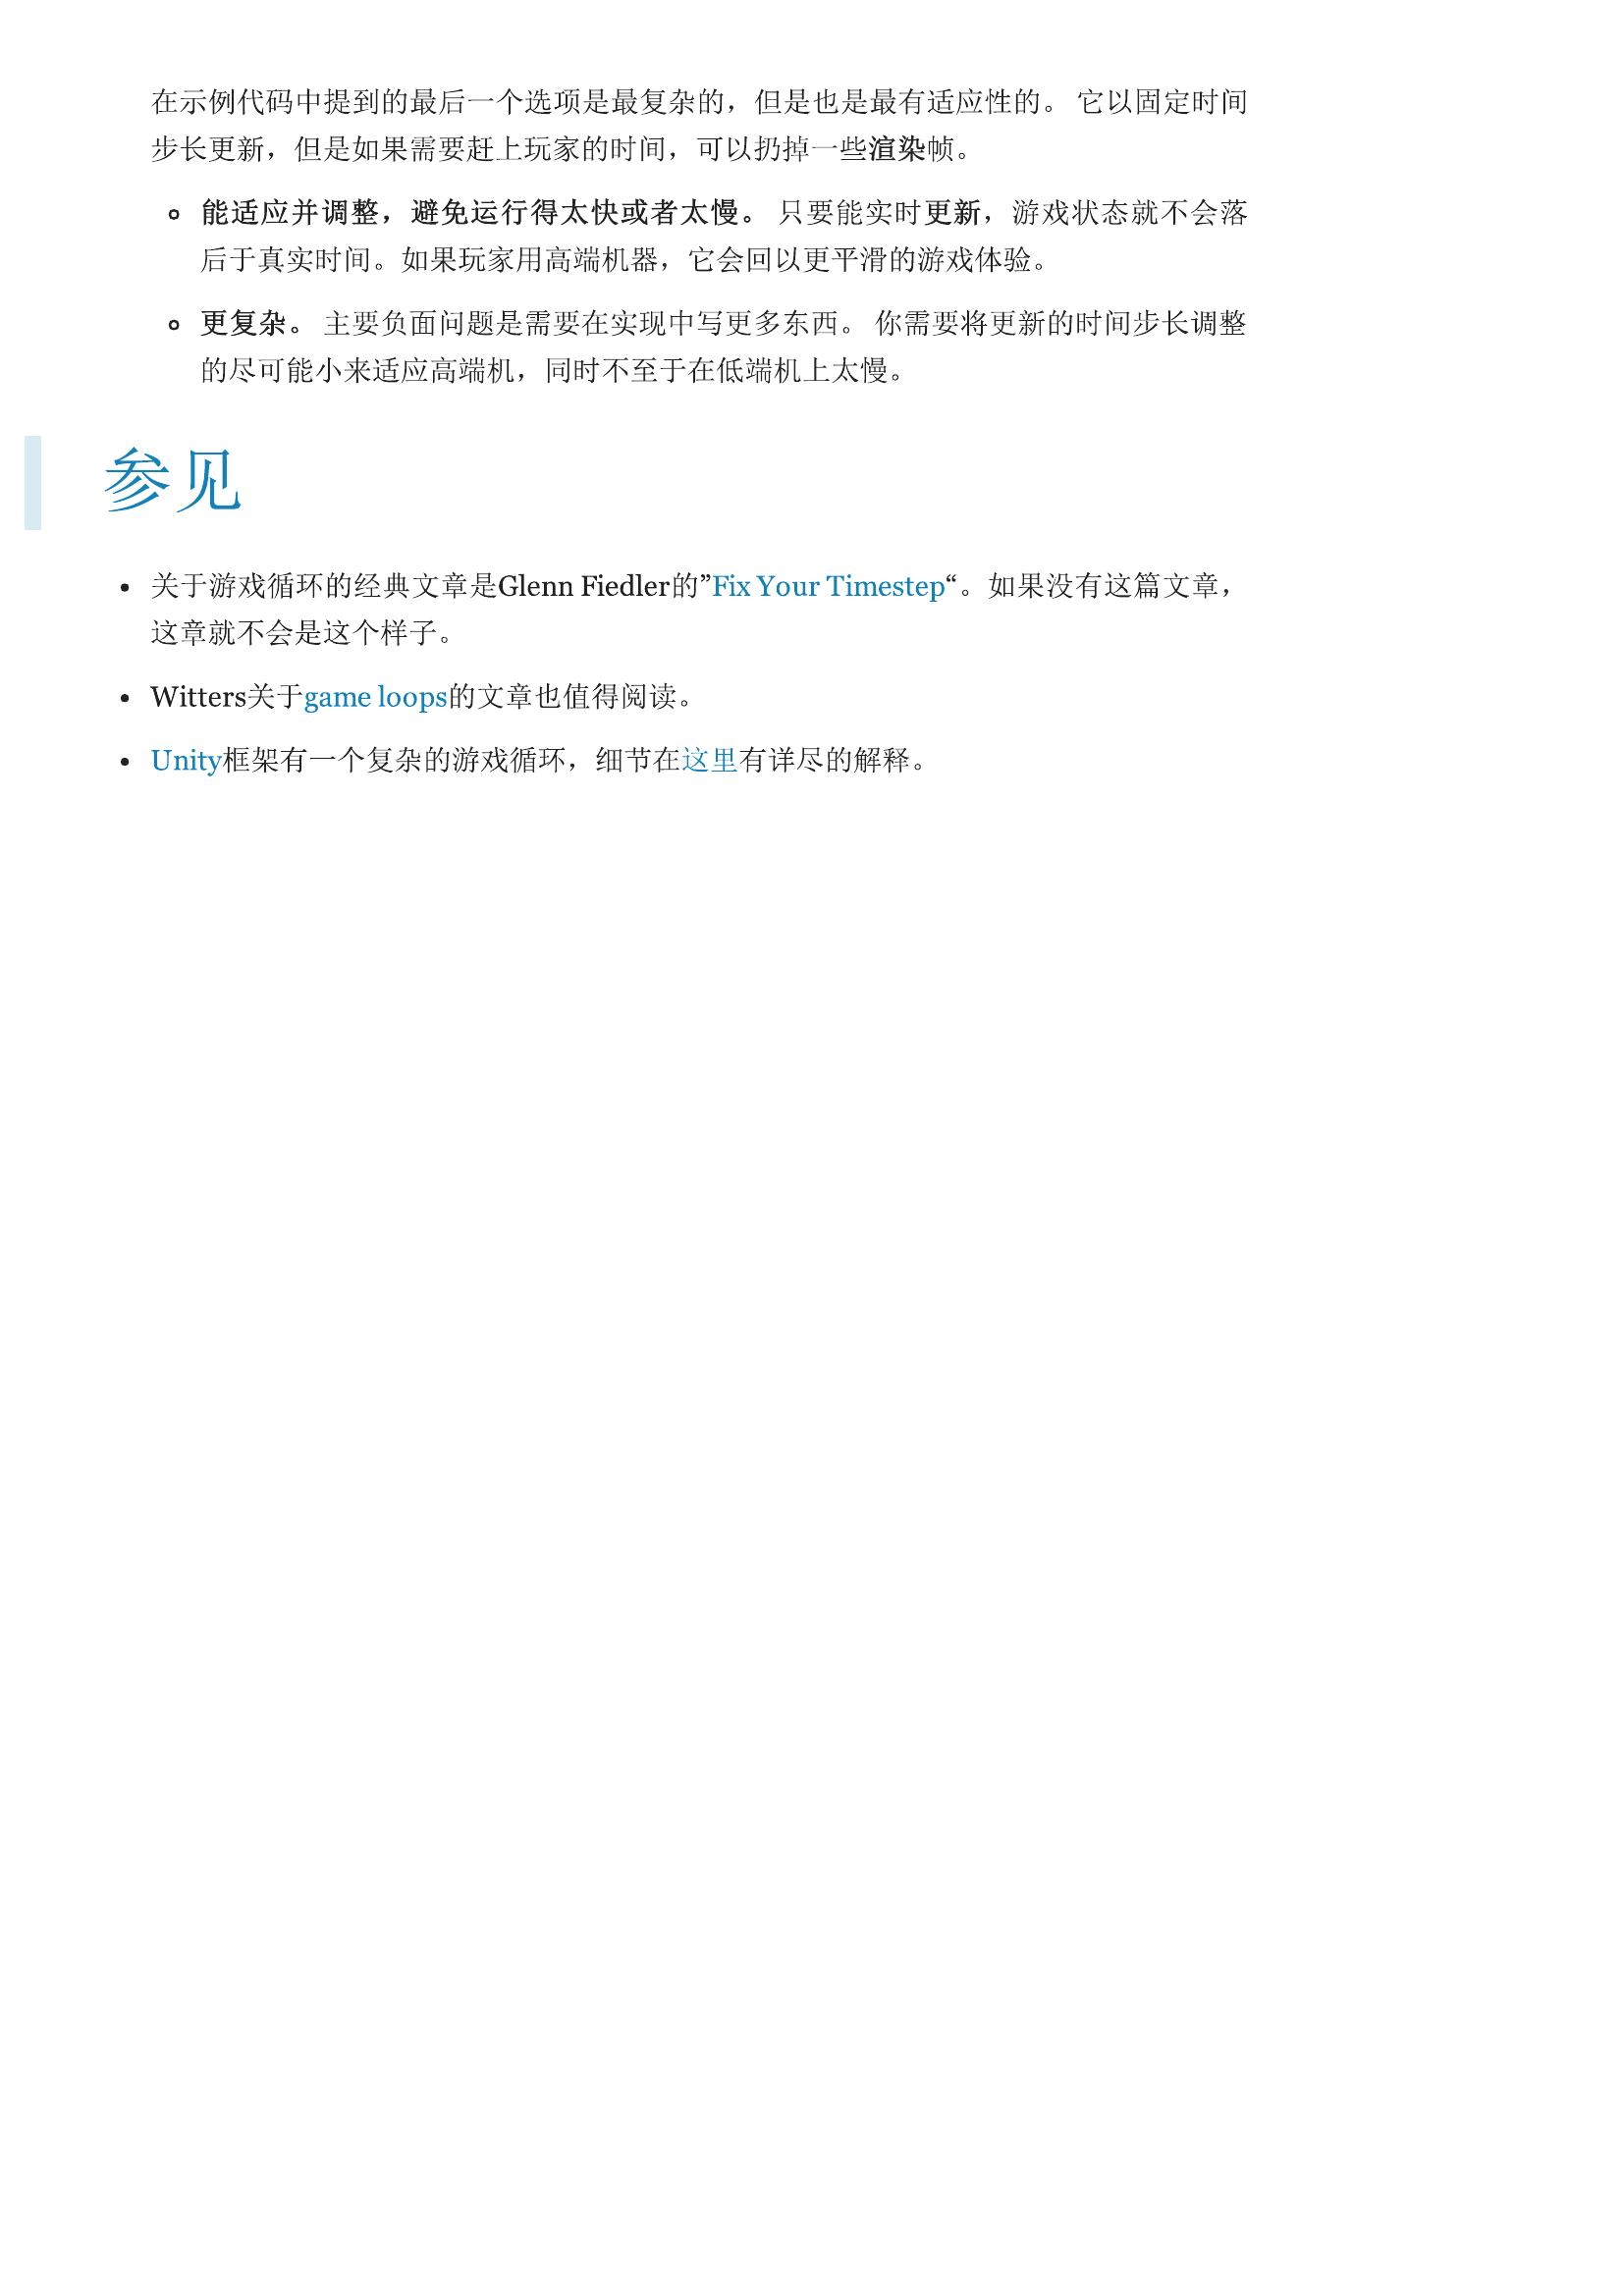 在示例代码中提到的最后一个选项是最复杂的，但是也是最有适应性的。 它以固定时间
步长更新，但是如果需要赶上玩家的时间，可以扔掉一些渲染帧。
能适应并调整，避免运行得太快或者太慢。 只要能实时更新，游戏状态就不会落
后于真实时间。如果玩家用高端机器，它会回以更平滑的游戏体验。
更复杂。 主要负面问题是需要在实现中写更多东西。 你需要将更新的时间步长调整
的尽可能小来适应高端机，同时不至于在低端机上太慢。
参见
关于游戏循环的经典文章是Glenn Fiedler的”Fix Your Timestep“。如果没有这篇文章，
这章就不会是这个样子。
Witters关于game loops的文章也值得阅读。
Unity框架有一个复杂的游戏循环，细节在这里有详尽的解释。